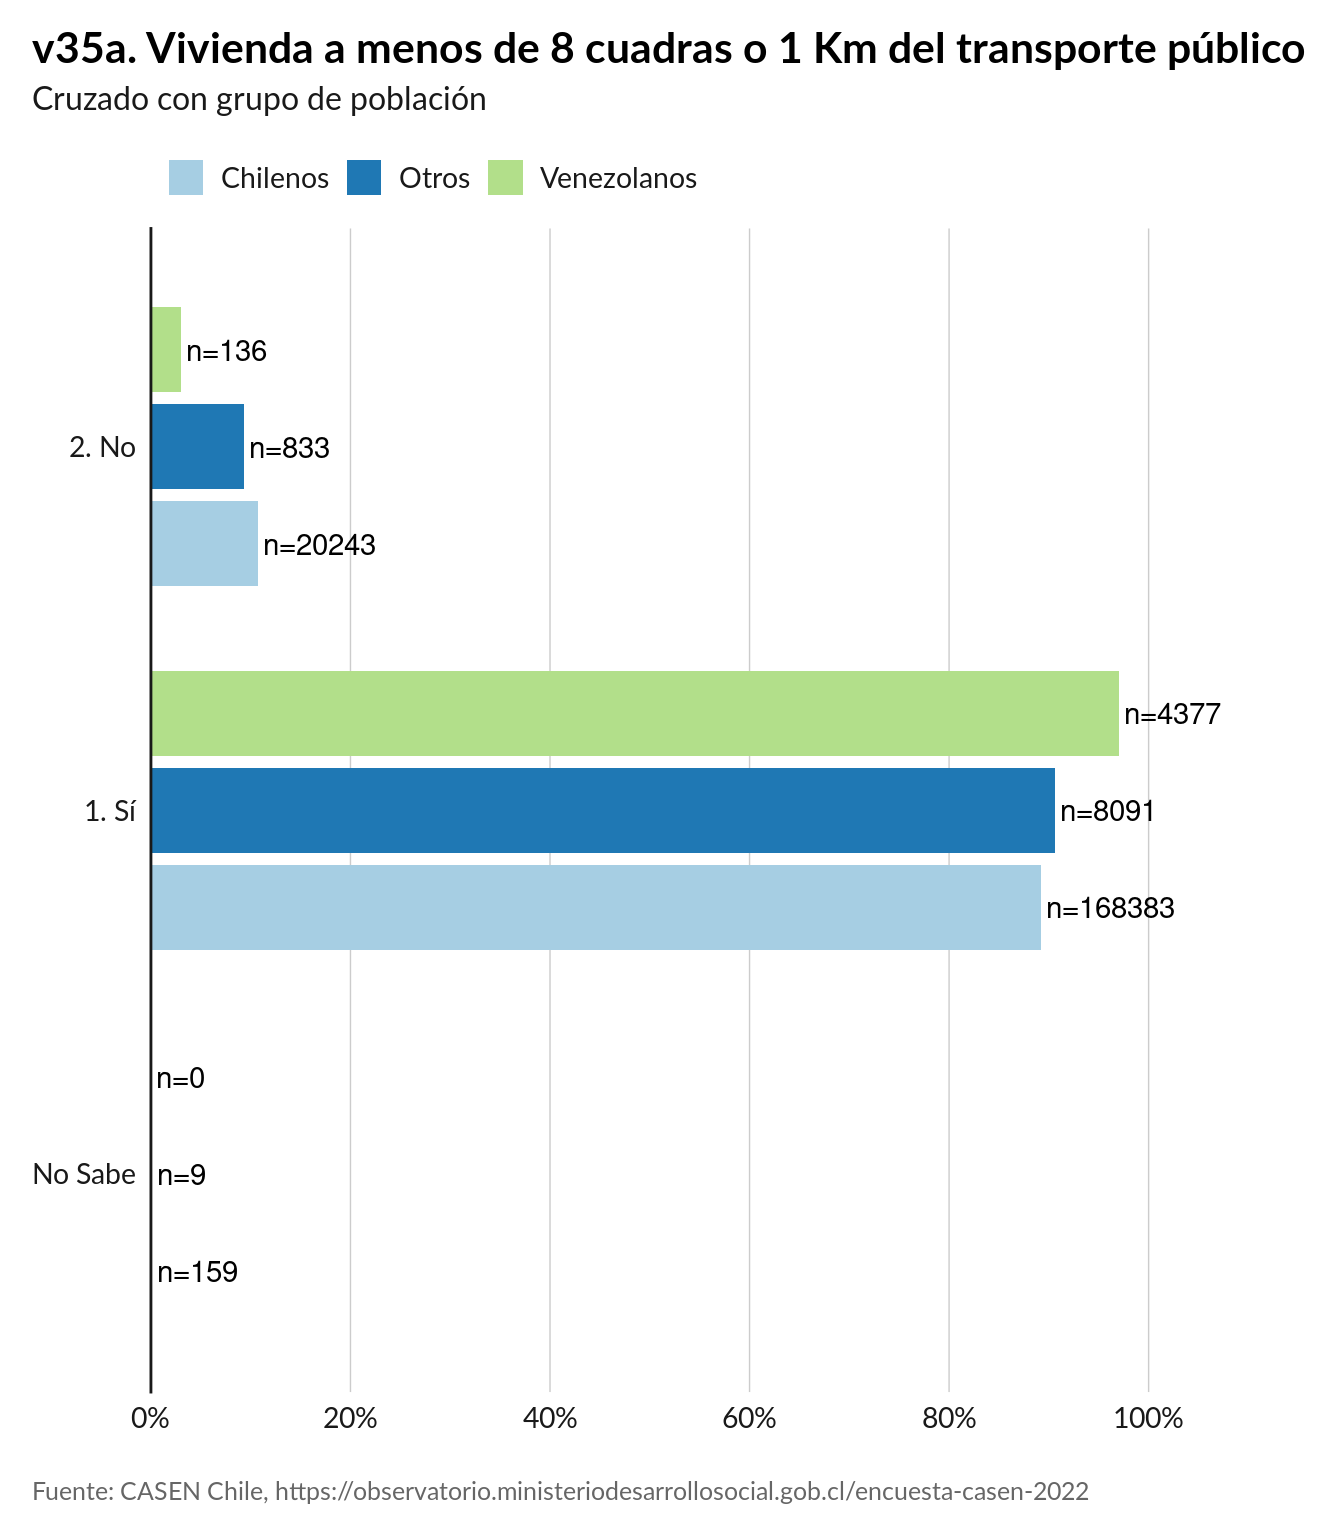 v35a. Vivienda a menos de 8 cuadras o 1 Km del transporte público
Cruzado con grupo de población
Chilenos Otros Venezolanos
n=136
2. No n=833
n=20243
n=4377
1. Sí n=8091
n=168383
n=0
No Sabe n=9
n=159
0% 20% 40% 60% 80% 100%
Fuente: CASEN Chile, https://observatorio.ministeriodesarrollosocial.gob.cl/encuesta-casen-2022